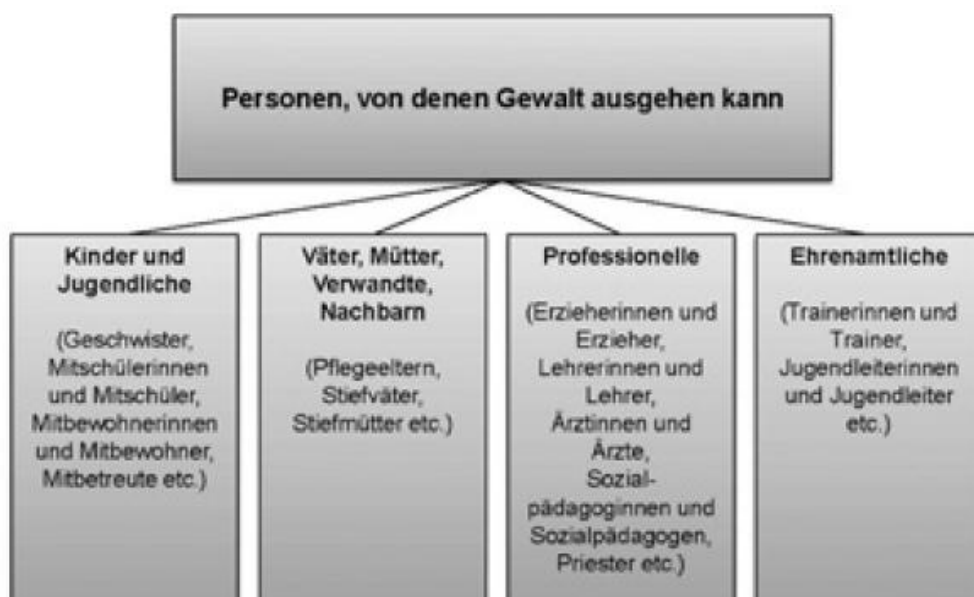 Personen, von denen Gewalt ausgehen kann
Kinder und
Jugendliche
(Geschwister,
Mitschülerinnen
und Mitschüler,
Mitbewohnerinnen
und Mitbewohner,
Mitbetreute etc.)
Väter, Mütter,
Verwandte,
Nachbarn
(Pflegeeltern,
Stiefväter,
Stiefmütter etc.)
Professionelle
(Erzieherinnen und
Erzieher,
Lehrerinnen und
Lehrer,
Ärztinnen und
Ärzte,
Sozial-
pädagoginnen und
Sozialpädagogen,
Priester etc.)
Ehrenamtliche
(Trainerinnen und
Trainer,
Jugendleiterinnen
und Jugendleiter
etc.)